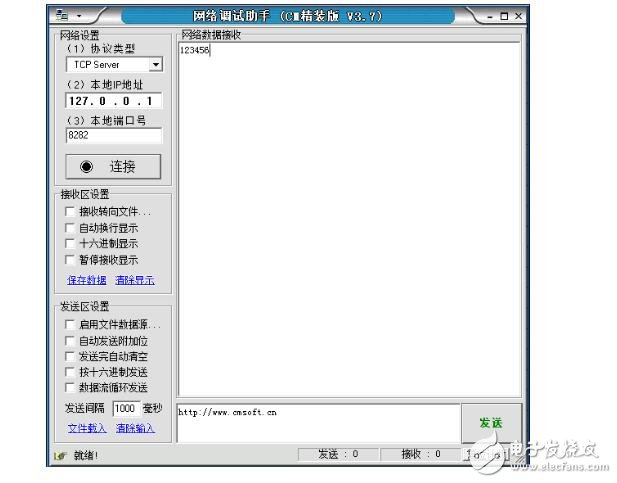 网络调试助手 (C■精装版 V3.7)
网络设置
(1) 协议类型
TCP Server
(2) 本地IP地址
127. 0 . 0 . 1
(3) 本地端口号
8282
连接
接收区设置
接收转向文件...
自动换行显示
十六进制显示
暂停接收显示
保存数据 清除显示
发送区设置
启用文件数据源...
自动发送附加位
发送完自动清空
按十六进制发送
数据流循环发送
发送间隔 1000 毫秒
文件载入 清除输入
网络数据接收
123456
http://www.cmsoft.cn
发送
就绪!
发送 : 0
接收 : 0
电子发烧友
www.elecfans.com